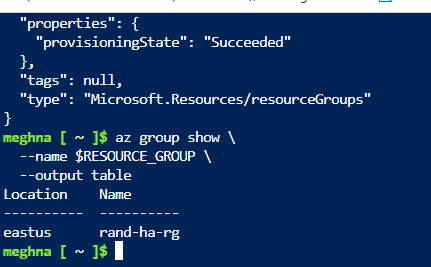 "properties": {
"provisioningState": "Succeeded"
},
"tags": null,
"type": "Microsoft.Resources/resourceGroups"
}
meghna [ ~ ]$ az group show \
--name $RESOURCE_GROUP \
--output table
Location Name
---------- ----------
eastus rand-ha-rg
meghna [ ~ ]$